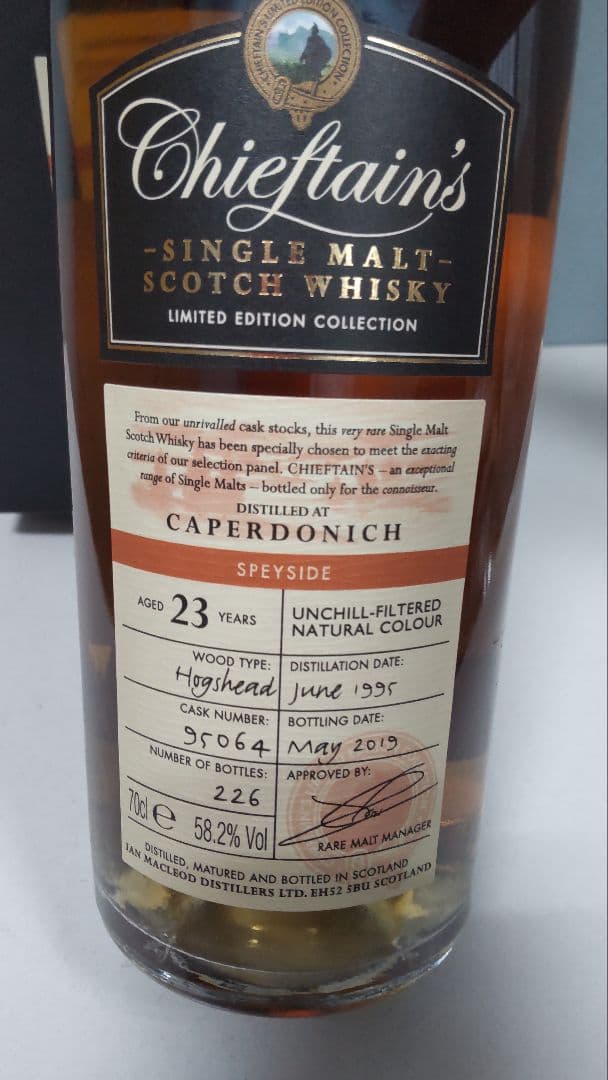 CHIEFTAIN'S LIMITED EDITION COLLECTION
Chieftain's
-SINGLE MALT-
SCOTCH WHISKY
LIMITED EDITION COLLECTION
From our unrivalled cask stocks, this very rare Single Malt
Scotch Whisky has been specially chosen to meet the exacting
criteria of our selection panel. CHIEFTAIN'S – an exceptional
range of Single Malts – bottled only for the connoisseur.
DISTILLED AT
CAPERDONICH
SPEYSIDE
AGED 23 YEARS
UNCHILL-FILTERED
NATURAL COLOUR
WOOD TYPE:
Hogshead
DISTILLATION DATE:
June 1995
CASK NUMBER:
95064
BOTTLING DATE:
May 2019
NUMBER OF BOTTLES:
226
APPROVED BY:
70cl e 58.2% Vol
RARE MALT MANAGER
DISTILLED, MATURED AND BOTTLED IN SCOTLAND
IAN MACLEOD DISTILLERS LTD. EH52 5BU SCOTLAND